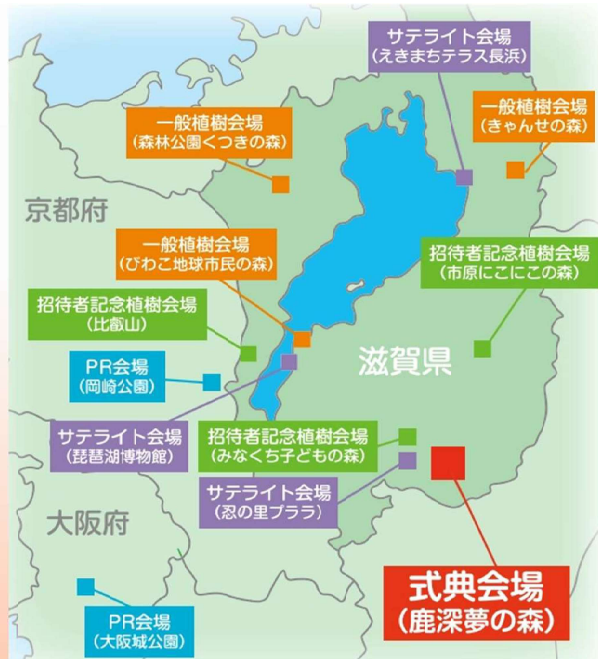 サテライト会場
(えきまちテラス長浜)
一般植樹会場
(きゃんせの森)
一般植樹会場
(森林公園くつきの森)
京都府
一般植樹会場
(びわこ地球市民の森)
招待者記念植樹会場
(市原にこにこの森)
招待者記念植樹会場
(比叡山)
滋賀県
PR会場
(岡崎公園)
サテライト会場
(琵琶湖博物館)
招待者記念植樹会場
(みなくち子どもの森)
サテライト会場
(忍の里プララ)
大阪府
式典会場
(鹿深夢の森)
PR会場
(大阪城公園)